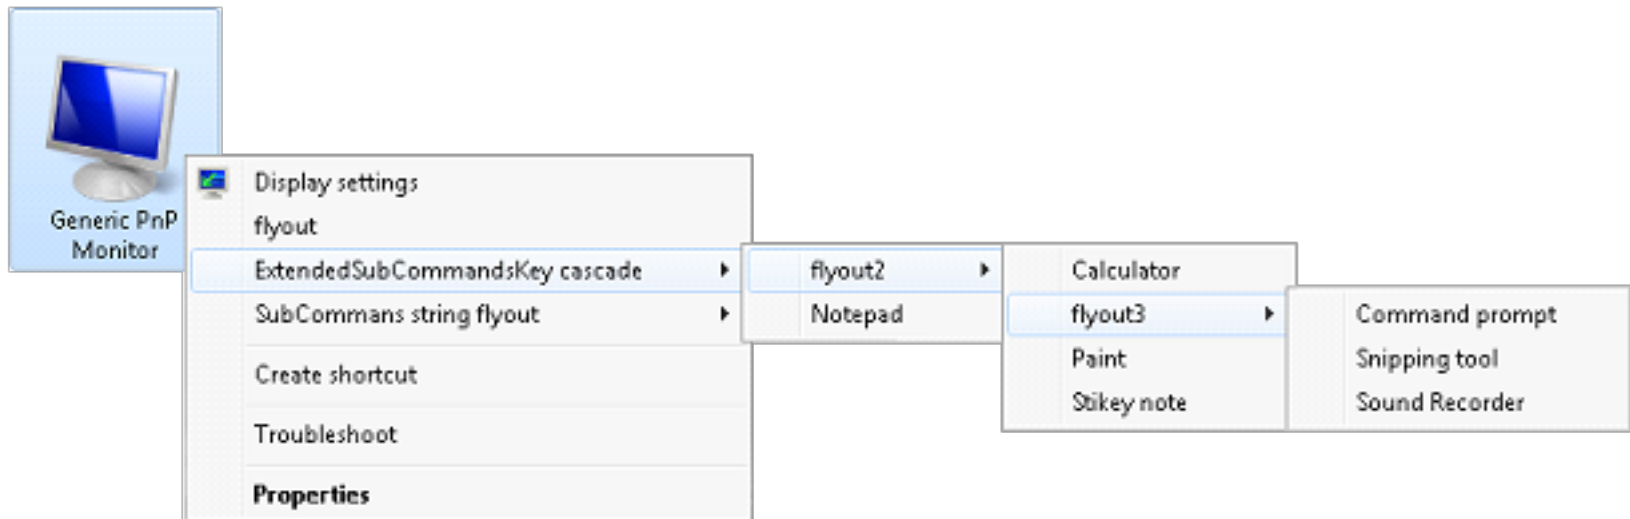 Generic PnP
Monitor
Display settings
flyout
ExtendedSubCommandsKey cascade
SubCommans string flyout
Create shortcut
Troubleshoot
Properties
flyout2
Notepad
Calculator
flyout3
Paint
Stikey note
Command prompt
Snipping tool
Sound Recorder